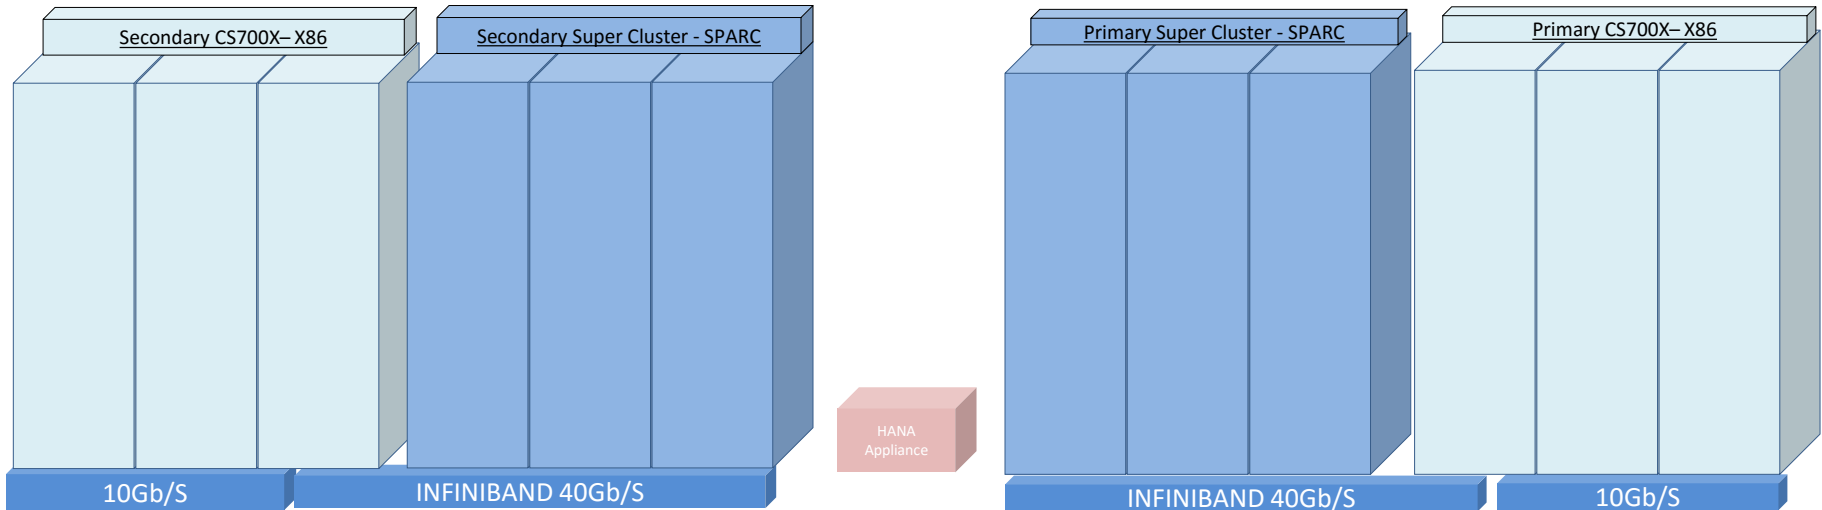 Secondary CS700X– X86
Secondary Super Cluster - SPARC
Primary Super Cluster - SPARC
Primary CS700X– X86
HANA
Appliance
10Gb/S
INFINIBAND 40Gb/S
INFINIBAND 40Gb/S
10Gb/S